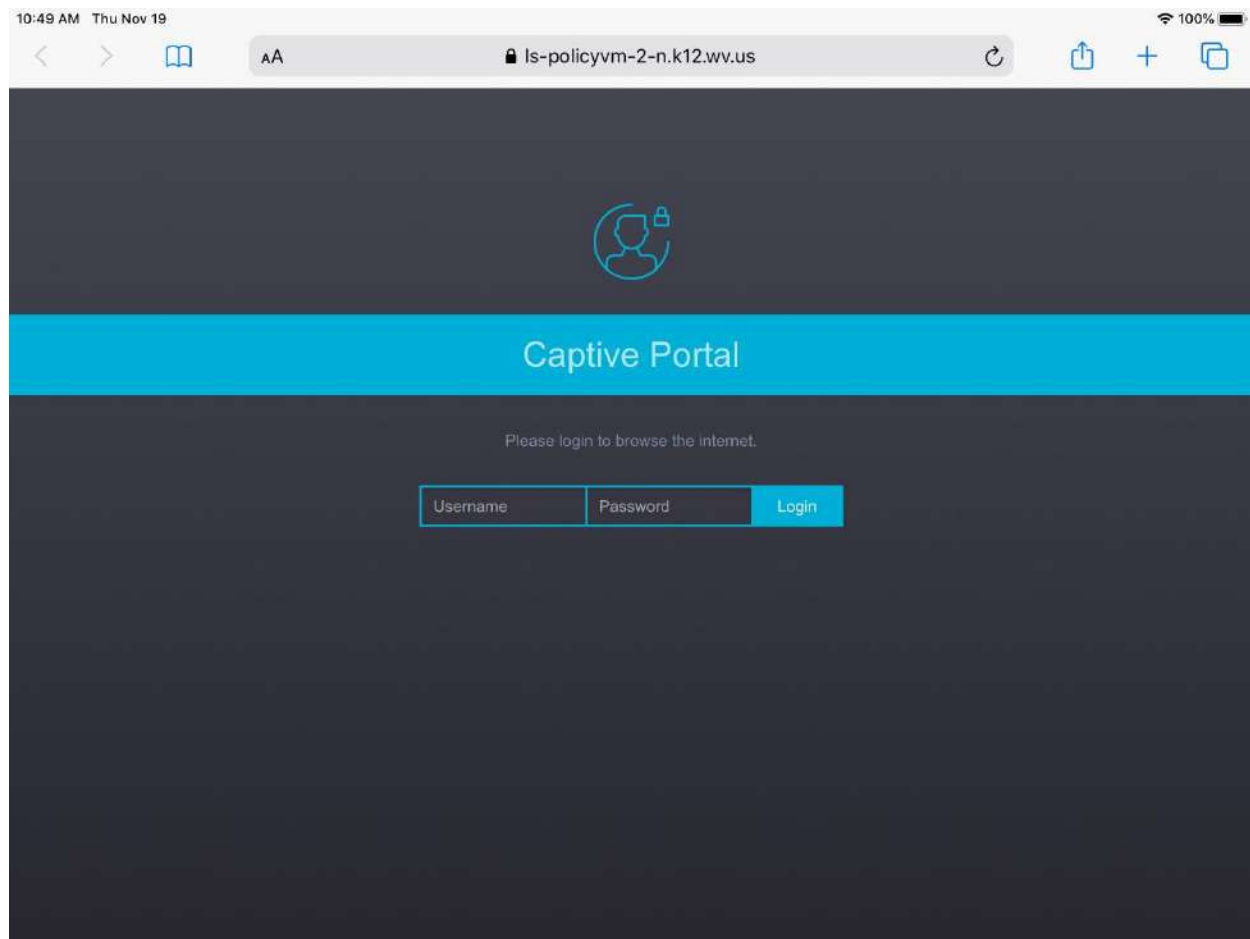 10:49 AM Thu Nov 19
100%
AA
ls-policyvm-2-n.k12.wv.us
Captive Portal
Please login to browse the internet.
Username Password Login